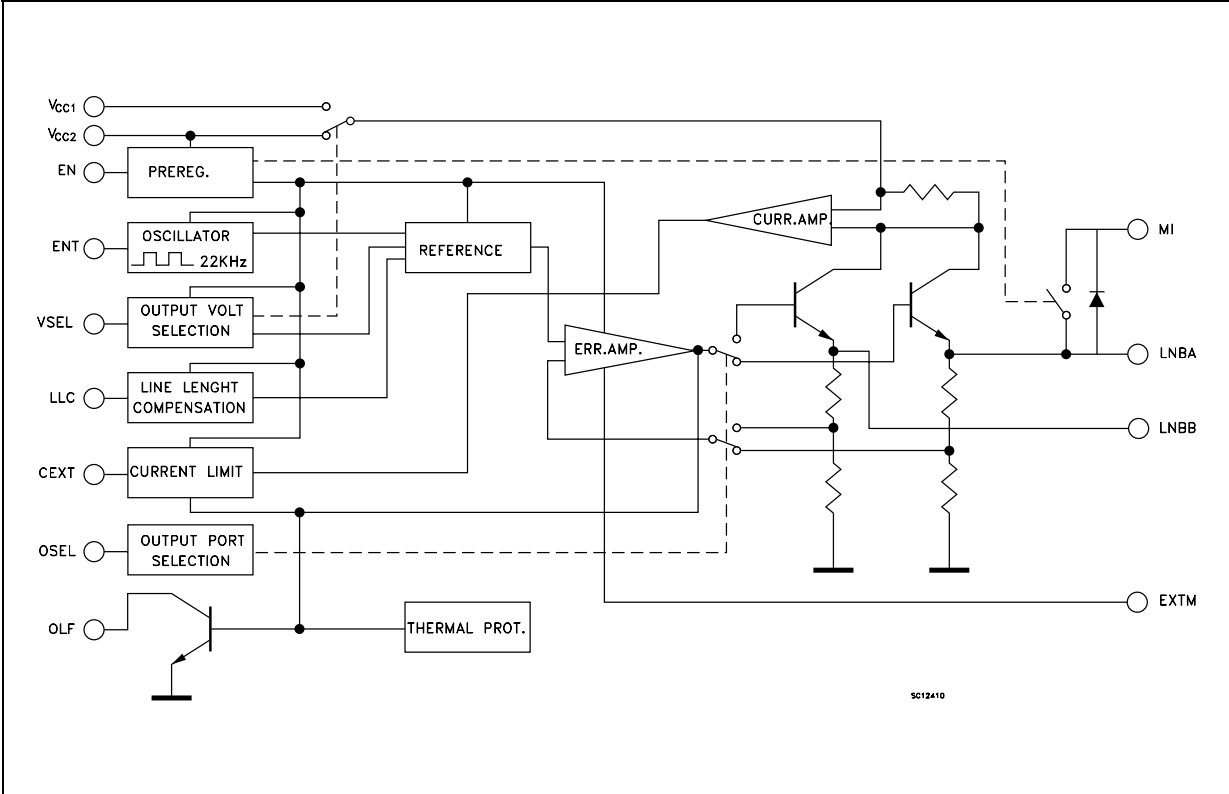 VCC1
VCC2
EN
PREREG.
ENT
OSCILLATOR
22KHz
REFERENCE
CURR.AMP.
MI
VSEL
OUTPUT VOLT
SELECTION
ERR.AMP.
LNBA
LLC
LINE LENGHT
COMPENSATION
LNBB
CEXT
CURRENT LIMIT
OSEL
OUTPUT PORT
SELECTION
OLF
THERMAL PROT.
EXTM
SC12410